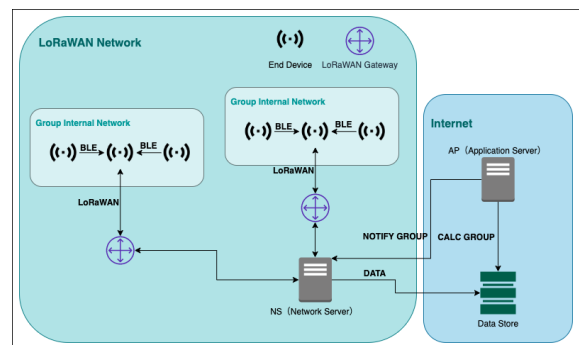 LoRaWAN Network
End Device
LoRaWAN Gateway
Group Internal Network
BLE
BLE
LoRaWAN
Group Internal Network
BLE
BLE
LoRaWAN
Internet
AP（Application Server）
NOTIFY GROUP
CALC GROUP
DATA
NS（Network Server）
Data Store